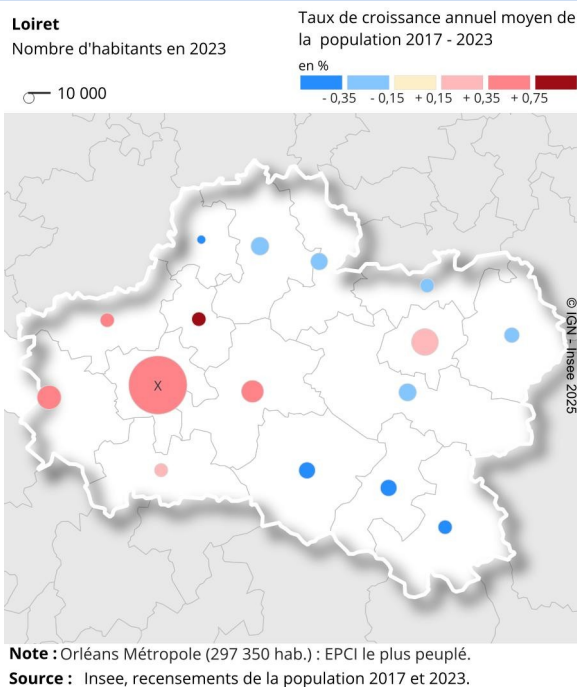 Loiret
Nombre d'habitants en 2023
10 000
Taux de croissance annuel moyen de
la population 2017 - 2023
en %
- 0,35 - 0,15 + 0,15 + 0,35 + 0,75
X
© IGN - Insee 2025
Note : Orléans Métropole (297 350 hab.) : EPCI le plus peuplé.
Source : Insee, recensements de la population 2017 et 2023.